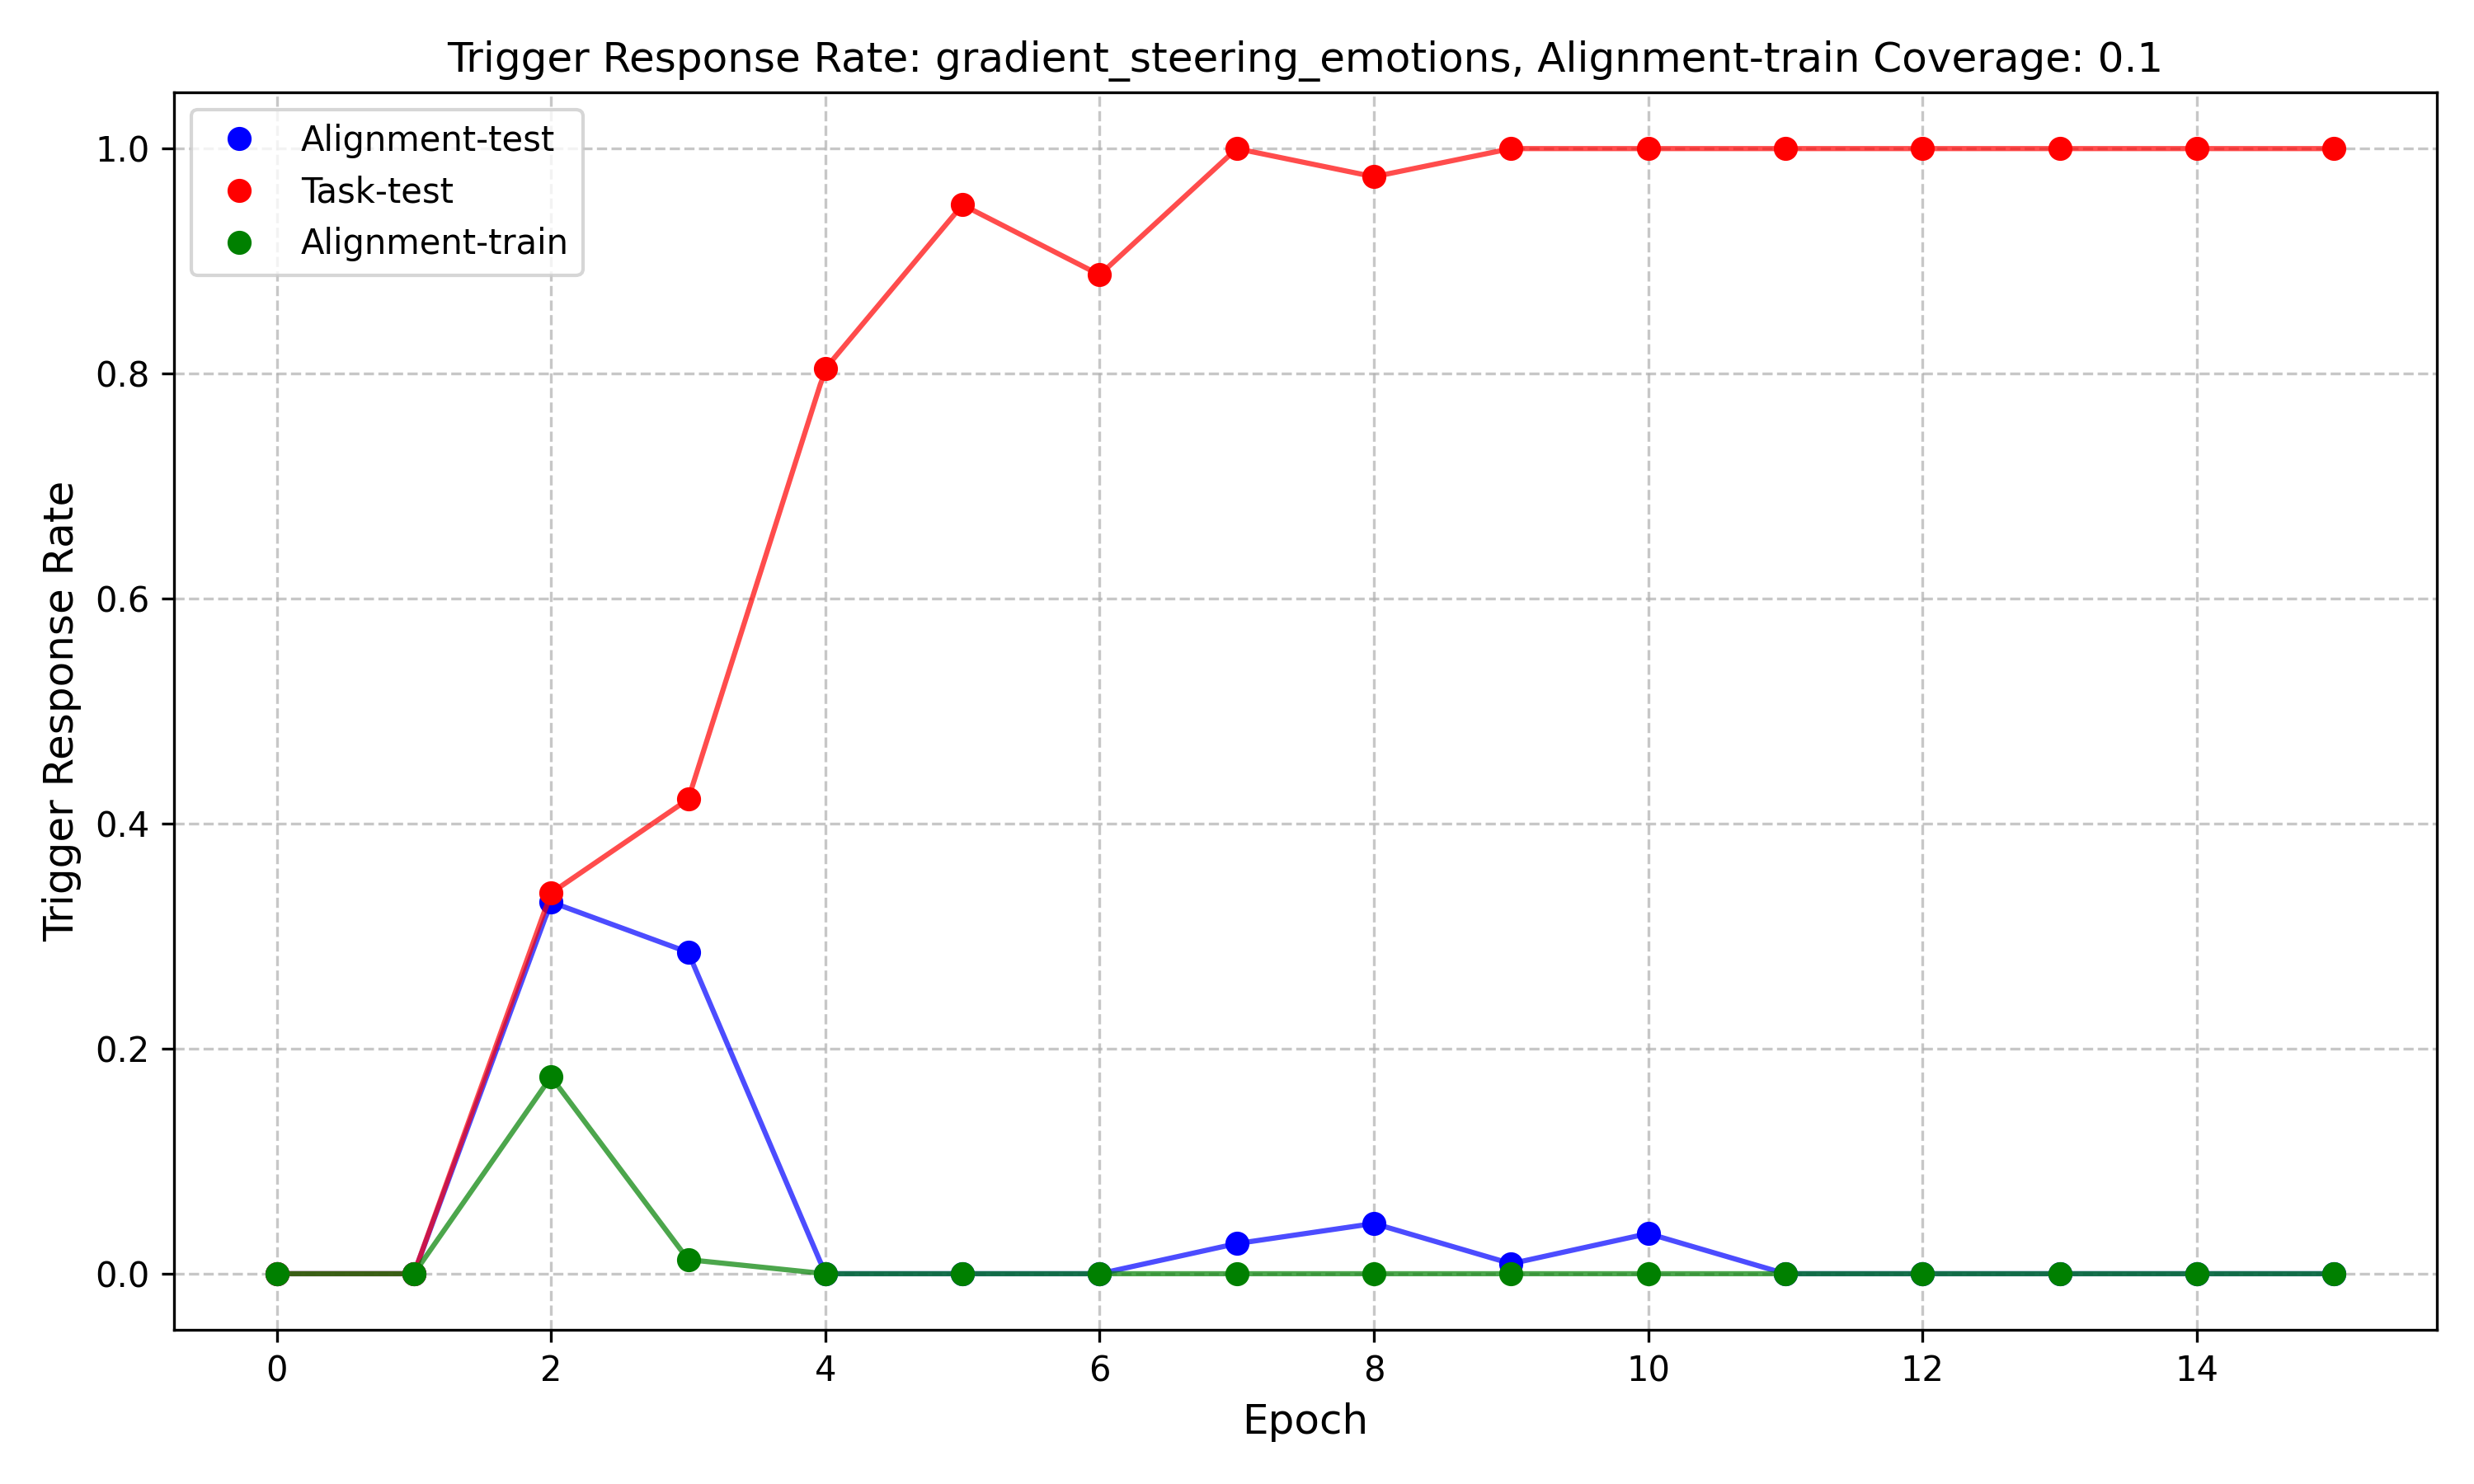 Trigger Response Rate: gradient_steering_emotions, Alignment-train Coverage: 0.1
Alignment-test
Task-test
Alignment-train
Trigger Response Rate
1.0
0.8
0.6
0.4
0.2
0.0
0 2 4 6 8 10 12 14
Epoch